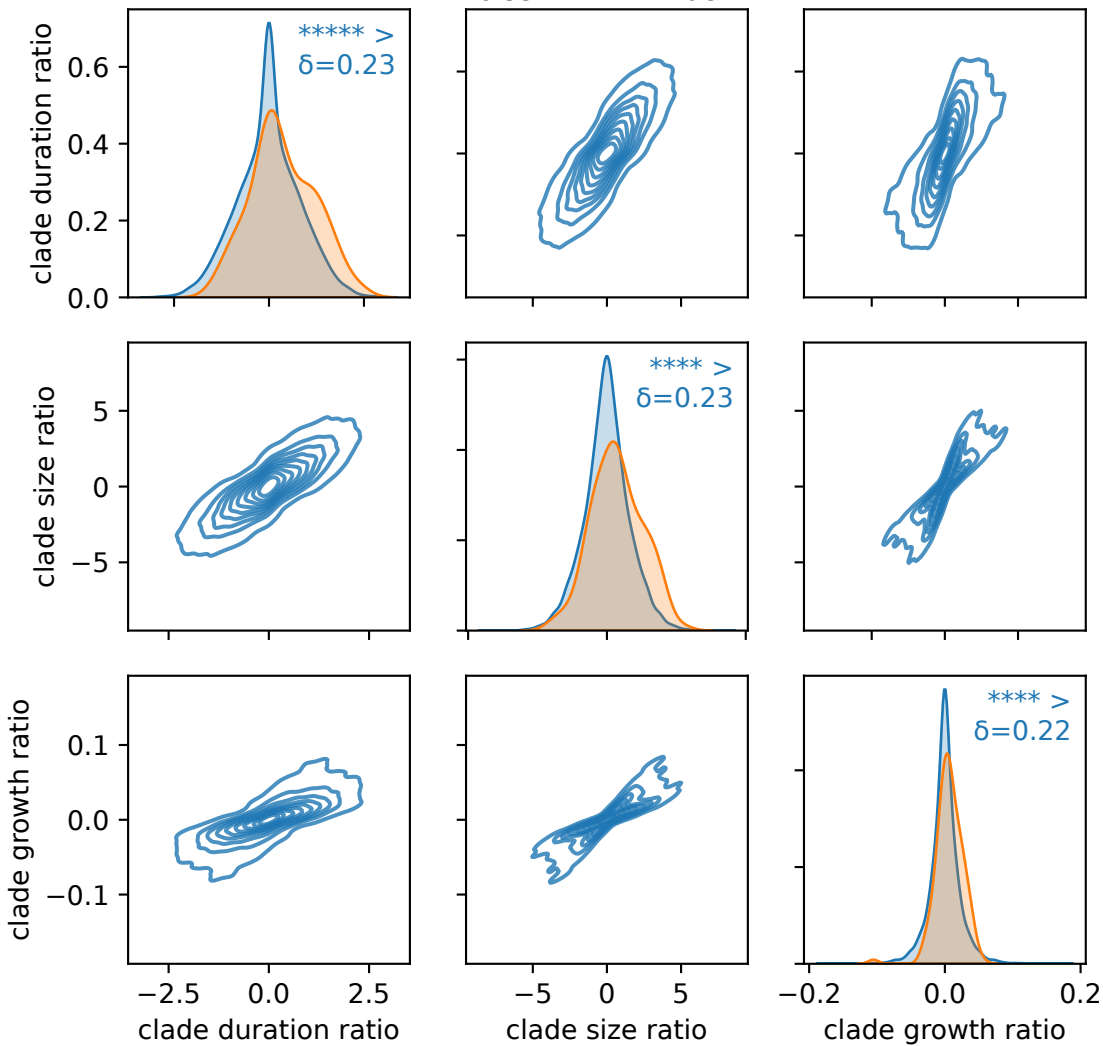 clade duration ratio
0.6
0.4
0.2
0.0
***** >
δ=0.23
clade size ratio
5
0
−5
**** >
δ=0.23
clade growth ratio
0.1
0.0
−0.1
**** >
δ=0.22
−2.5 0.0 2.5
clade duration ratio
−5 0 5
clade size ratio
−0.2 0.0 0.2
clade growth ratio